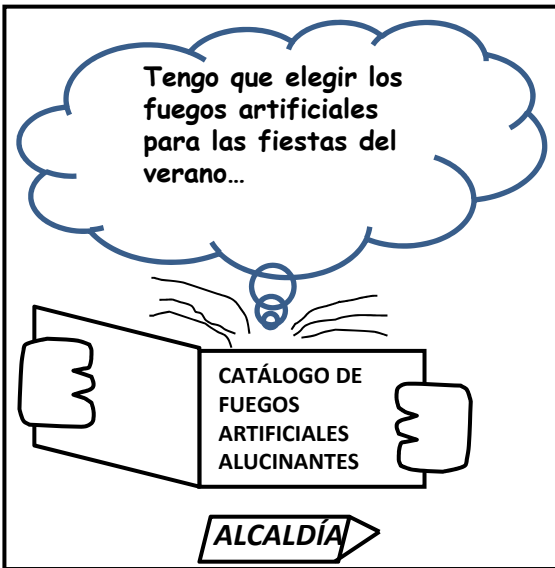 Tengo que elegir los
fuegos artificiales
para las fiestas del
verano…
CATÁLOGO DE
FUEGOS
ARTIFICIALES
ALUCINANTES
ALCALDÍA